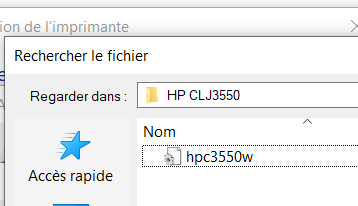 ion de l'imprimante
Rechercher le fichier
Regarder dans :
HP CLJ3550
Nom
hpc3550w
Accès rapide